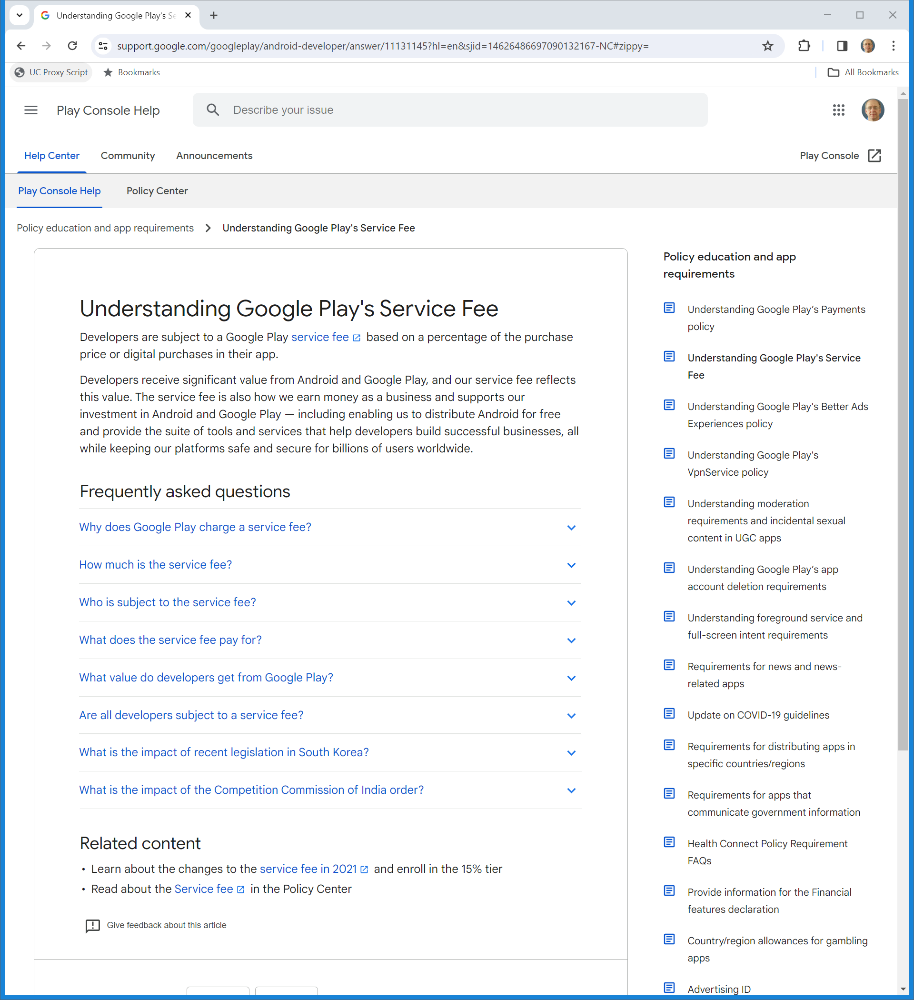 Understanding Google Play's Se
support.google.com/googleplay/android-developer/answer/11131145?hl=en&sjid=14626486697090132167-NC#zippy=
UC Proxy Script
Bookmarks
All Bookmarks
Play Console Help
Describe your issue
Help Center
Community
Announcements
Play Console
Play Console Help
Policy Center
Policy education and app requirements
Understanding Google Play's Service Fee
Understanding Google Play's Service Fee
Developers are subject to a Google Play service fee based on a percentage of the purchase
price or digital purchases in their app.
Developers receive significant value from Android and Google Play, and our service fee reflects
this value. The service fee is also how we earn money as a business and supports our
investment in Android and Google Play — including enabling us to distribute Android for free
and provide the suite of tools and services that help developers build successful businesses, all
while keeping our platforms safe and secure for billions of users worldwide.
Frequently asked questions
Why does Google Play charge a service fee?
How much is the service fee?
Who is subject to the service fee?
What does the service fee pay for?
What value do developers get from Google Play?
Are all developers subject to a service fee?
What is the impact of recent legislation in South Korea?
What is the impact of the Competition Commission of India order?
Related content
• Learn about the changes to the service fee in 2021 and enroll in the 15% tier
• Read about the Service fee in the Policy Center
Give feedback about this article
Policy education and app
requirements
Understanding Google Play’s Payments
policy
Understanding Google Play's Service
Fee
Understanding Google Play's Better Ads
Experiences policy
Understanding Google Play's
VpnService policy
Understanding moderation
requirements and incidental sexual
content in UGC apps
Understanding Google Play’s app
account deletion requirements
Understanding foreground service and
full-screen intent requirements
Requirements for news and news-
related apps
Update on COVID-19 guidelines
Requirements for distributing apps in
specific countries/regions
Requirements for apps that
communicate government information
Health Connect Policy Requirement
FAQs
Provide information for the Financial
features declaration
Country/region allowances for gambling
apps
Advertising ID